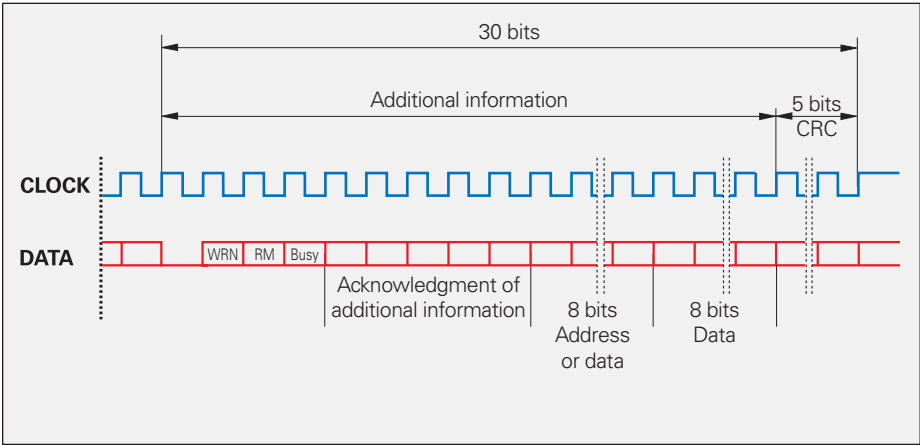 30 bits
Additional information
5 bits
CRC
CLOCK
DATA
WRN RM Busy
Acknowledgment of
additional information
8 bits
Address
or data
8 bits
Data